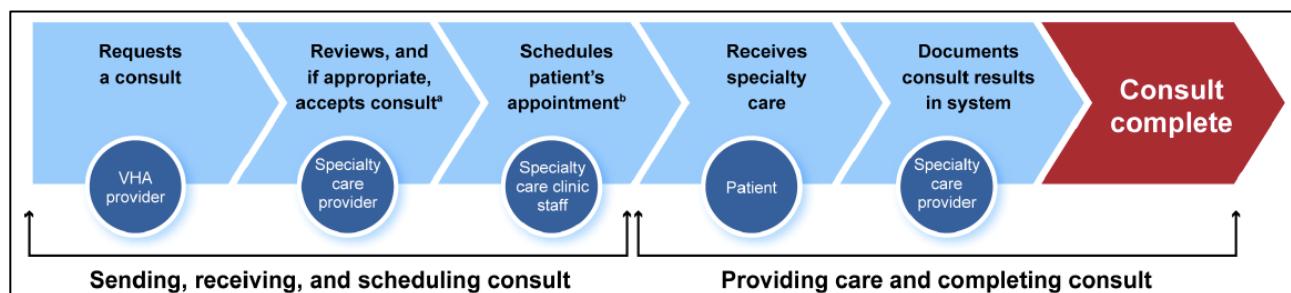 Requests
a consult
Reviews, and
if appropriate,
accepts consultᵃ
Schedules
patient's
appointmentᵇ
Receives
specialty
care
Documents
consult results
in system
Consult
complete
VHA
provider
Specialty
care
provider
Specialty
care clinic
staff
Patient
Specialty
care
provider
Sending, receiving, and scheduling consult
Providing care and completing consult